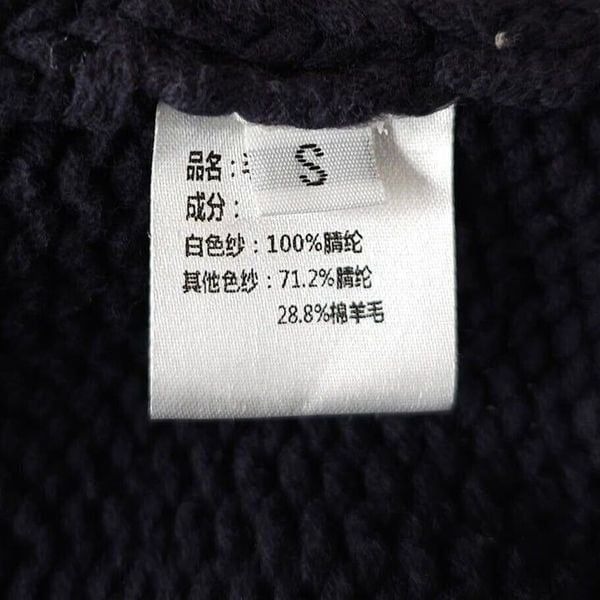 品名：
S
成分：
白色纱：100%腈纶
其他色纱：71.2%腈纶
28.8%棉羊毛